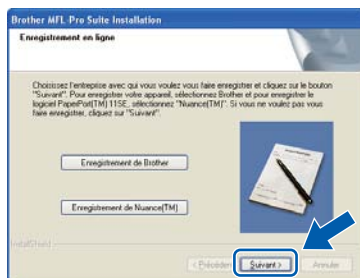 Brother MFL-Pro Suite Installation
Enregistrement en ligne
Choisissez l'entreprise avec qui vous voulez vous faire enregistrer et cliquez sur le bouton
"Suivant". Pour enregistrer votre appareil, sélectionnez Brother et pour enregistrer le
logiciel PaperPort(TM) 11SE, sélectionnez "Nuance(TM)". Si vous ne voulez pas vous
faire enregistrer, cliquez sur "Suivant".
Enregistrement de Brother
Enregistrement de Nuance(TM)
InstallShield
< Précédent
Suivant >
Annuler